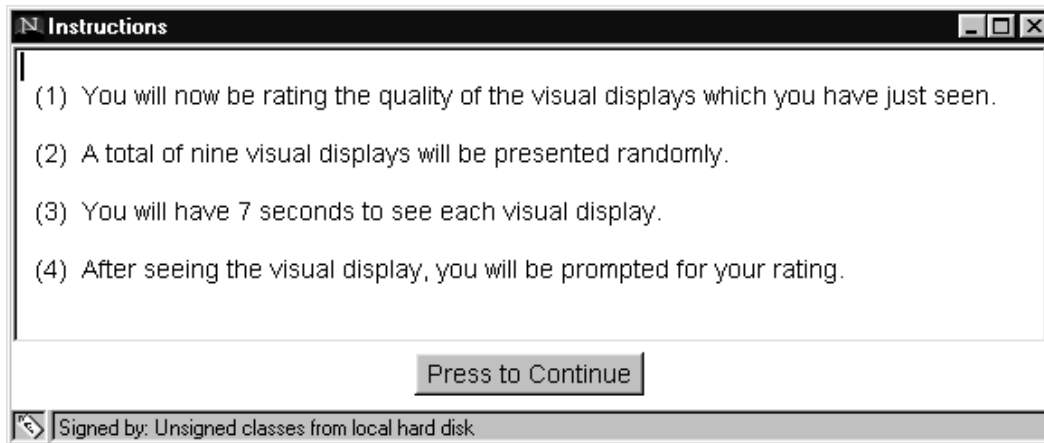 Instructions
(1) You will now be rating the quality of the visual displays which you have just seen.
(2) A total of nine visual displays will be presented randomly.
(3) You will have 7 seconds to see each visual display.
(4) After seeing the visual display, you will be prompted for your rating.
Press to Continue
Signed by: Unsigned classes from local hard disk